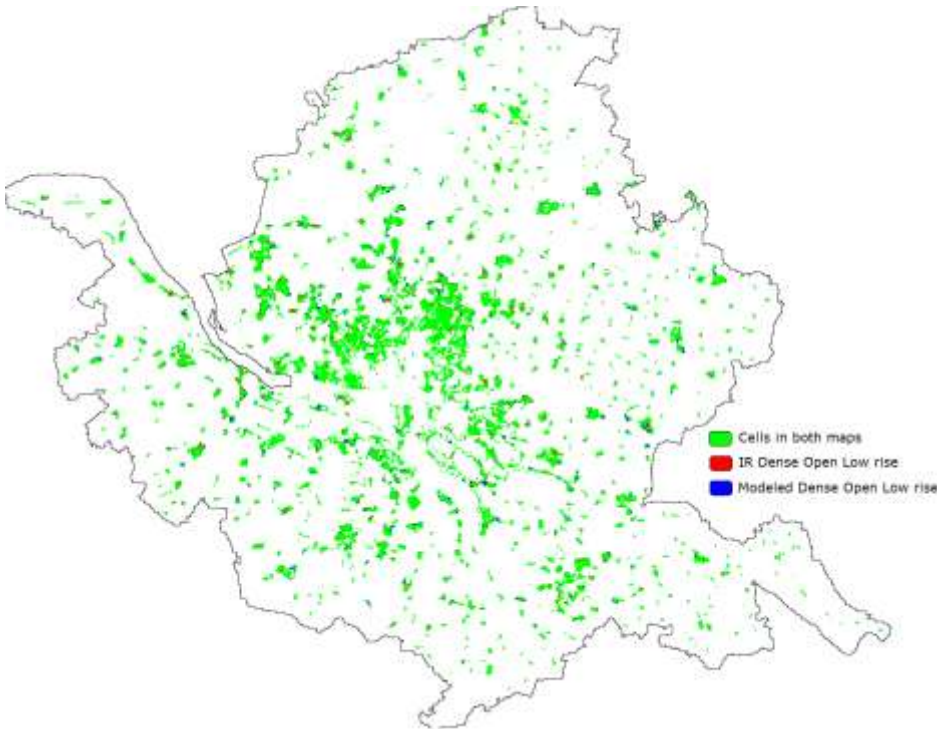 Cells in both maps
IR Dense Open Low rise
Modeled Dense Open Low rise